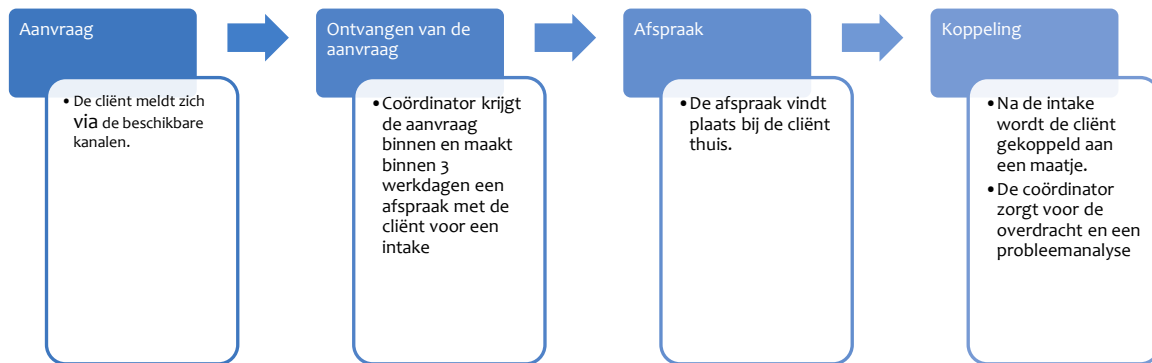 Aanvraag
• De cliënt meldt zich
via de beschikbare
kanalen.
Ontvangen van de
aanvraag
• Coördinator krijgt
de aanvraag
binnen en maakt
binnen 3
werkdagen een
afspraak met de
cliënt voor een
intake
Afspraak
• De afspraak vindt
plaats bij de cliënt
thuis.
Koppeling
• Na de intake
wordt de cliënt
gekoppeld aan
een maatje.
• De coördinator
zorgt voor de
overdracht en een
probleemanalyse